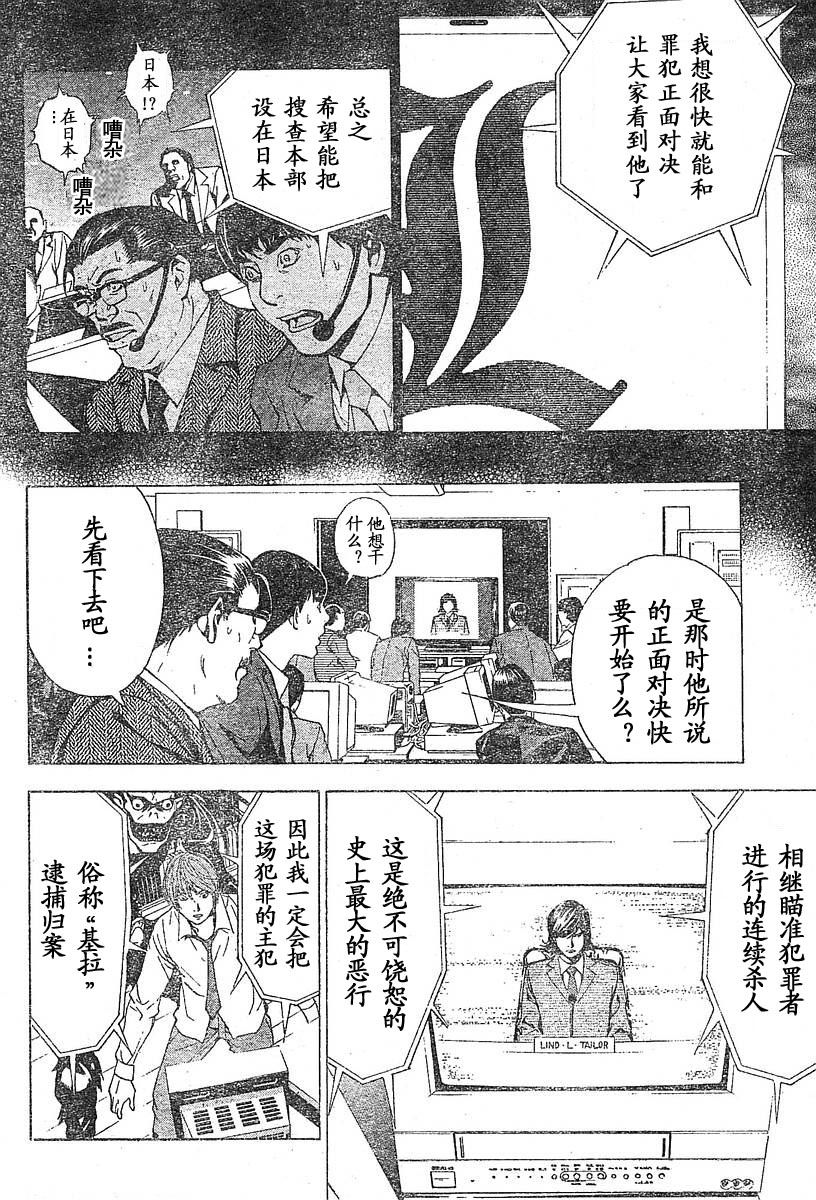 我想很快就能和
罪犯正面对决
让大家看到他了
总之
希望能把
搜查本部
设在日本
日本!?
…在日本
嘈杂
嘈杂
L
他想干
什么?
是那时他所说
的正面对决快
要开始了么?
先看下去吧…
相继瞄准犯罪者
进行的连续杀人
这是绝不可饶恕的
史上最大的恶行
LIND·L·TAILOR
因此我一定会把
这场犯罪的主犯
俗称“基拉”
逮捕归案